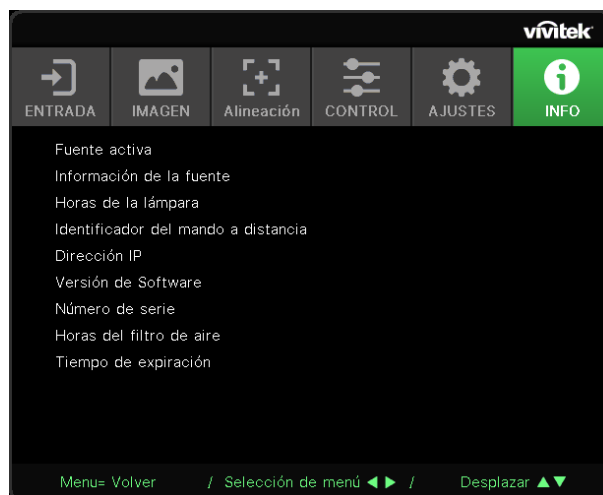 vivitek
ENTRADA IMAGEN Alineación CONTROL AJUSTES INFO
Fuente activa
Información de la fuente
Horas de la lámpara
Identificador del mando a distancia
Dirección IP
Versión de Software
Número de serie
Horas del filtro de aire
Tiempo de expiración
Menu= Volver / Selección de menú ◀ ▶ / Desplazar ▲▼